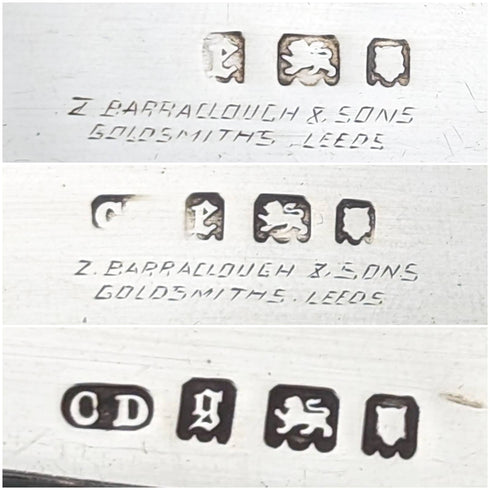 Z. BARRACLOUGH & SONS
GOLDSMITHS. LEEDS
C
Z. BARRACLOUGH & SONS
GOLDSMITHS. LEEDS
CD g